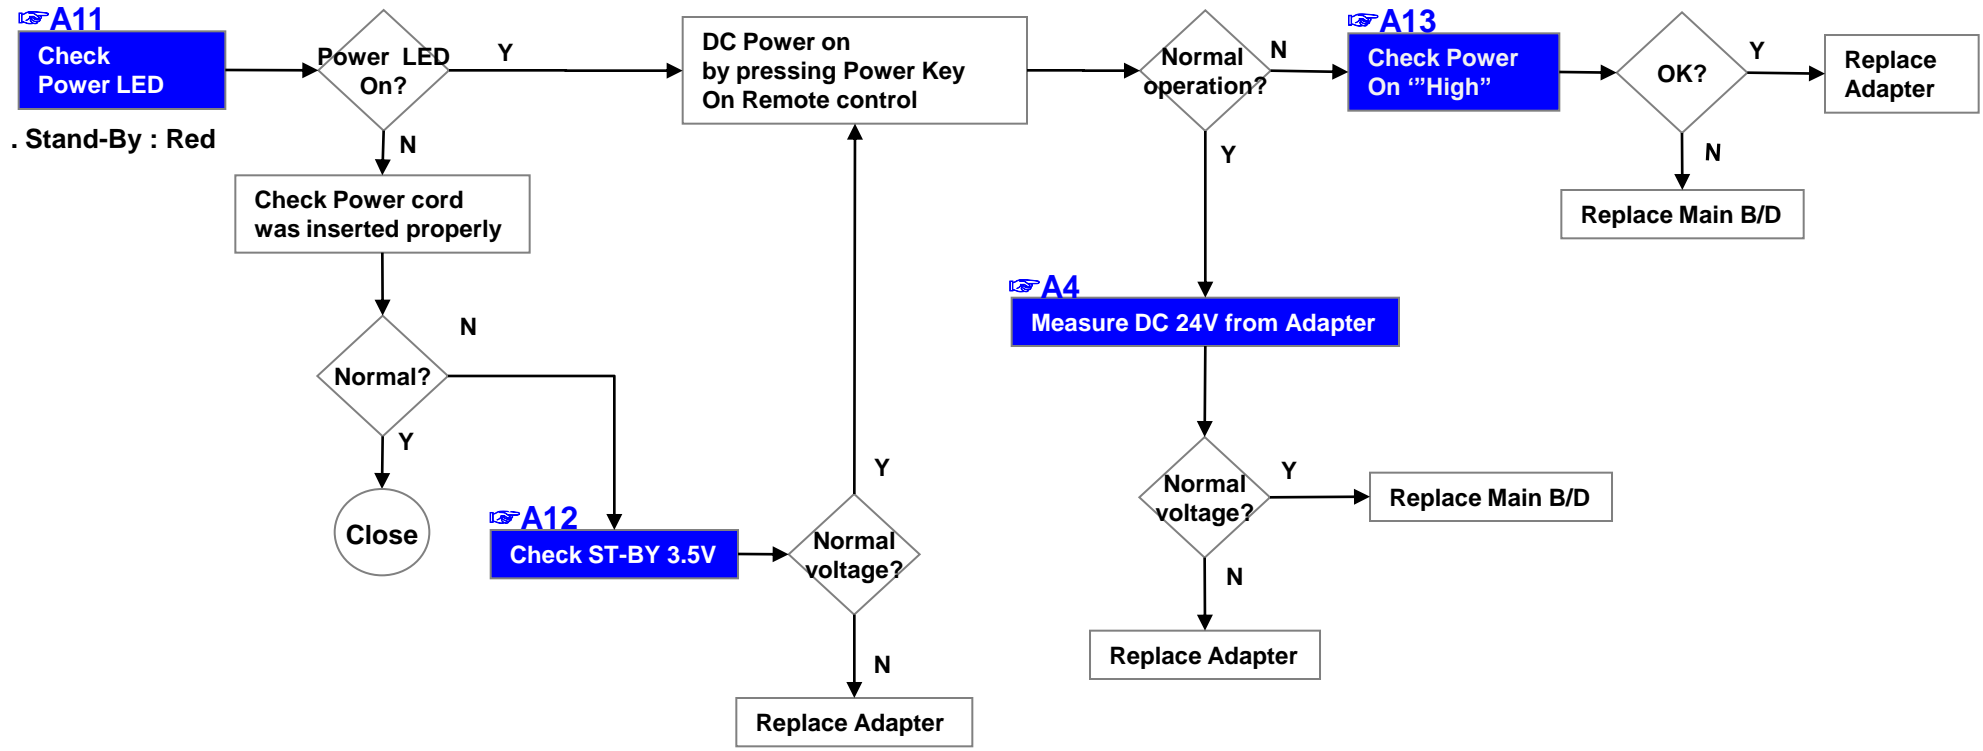 ☞A11
Check
Power LED
. Stand-By : Red
Power LED
On?
Y
N
Check Power cord
was inserted properly
Normal?
N
Y
Close
☞A12
Check ST-BY 3.5V
Normal
voltage?
Y
N
Replace Adapter
DC Power on
by pressing Power Key
On Remote control
Normal
operation?
N
Y
☞A13
Check Power
On ‘”High”
OK?
Y
N
Replace
Adapter
Replace Main B/D
☞A4
Measure DC 24V from Adapter
Normal
voltage?
Y
N
Replace Main B/D
Replace Adapter